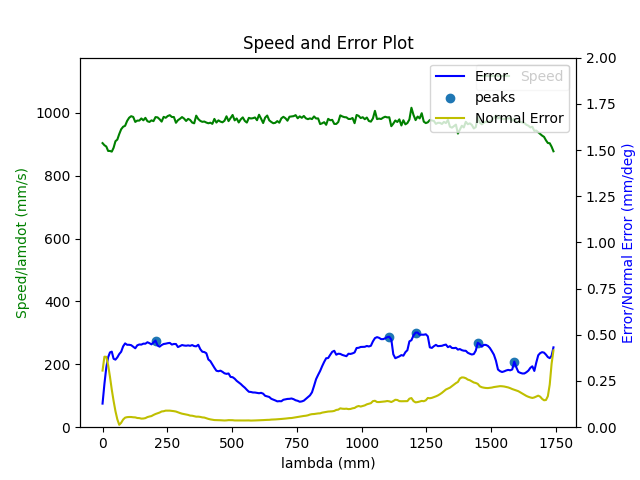 Speed and Error Plot
Speed/lamdot (mm/s)
1000
800
600
400
200
0
0
250
500
750
1000
1250
1500
1750
lambda (mm)
2.00
1.75
1.50
1.25
1.00
0.75
0.50
0.25
0.00
Error/Normal Error (mm/deg)
Error
Speed
peaks
Normal Error